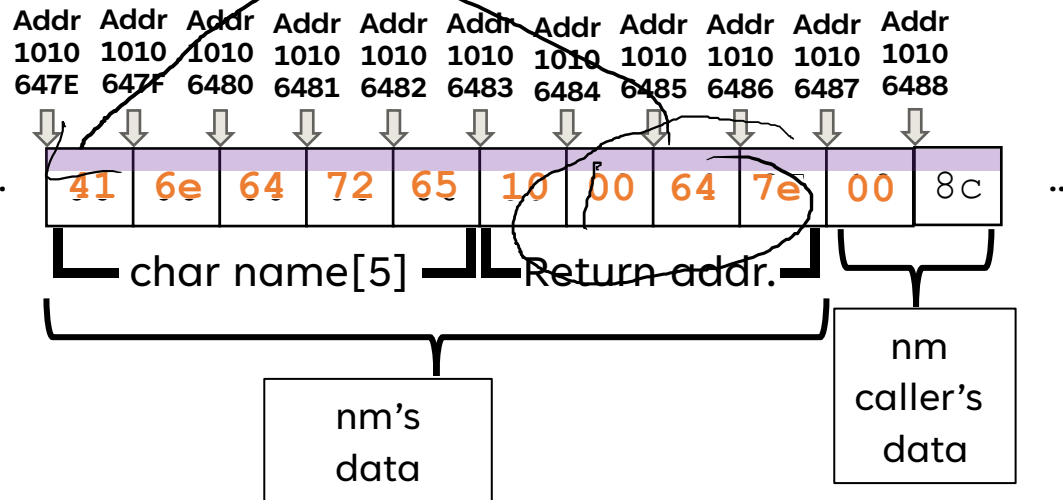 Addr Addr Addr Addr Addr Addr Addr Addr Addr Addr Addr
1010 1010 1010 1010 1010 1010 1010 1010 1010 1010 1010
647E 647F 6480 6481 6482 6483 6484 6485 6486 6487 6488
. 41 6e 64 72 65 10 00 64 7e 00 8c ..
char name[5] Return addr.
nm's
data
nm
caller's
data